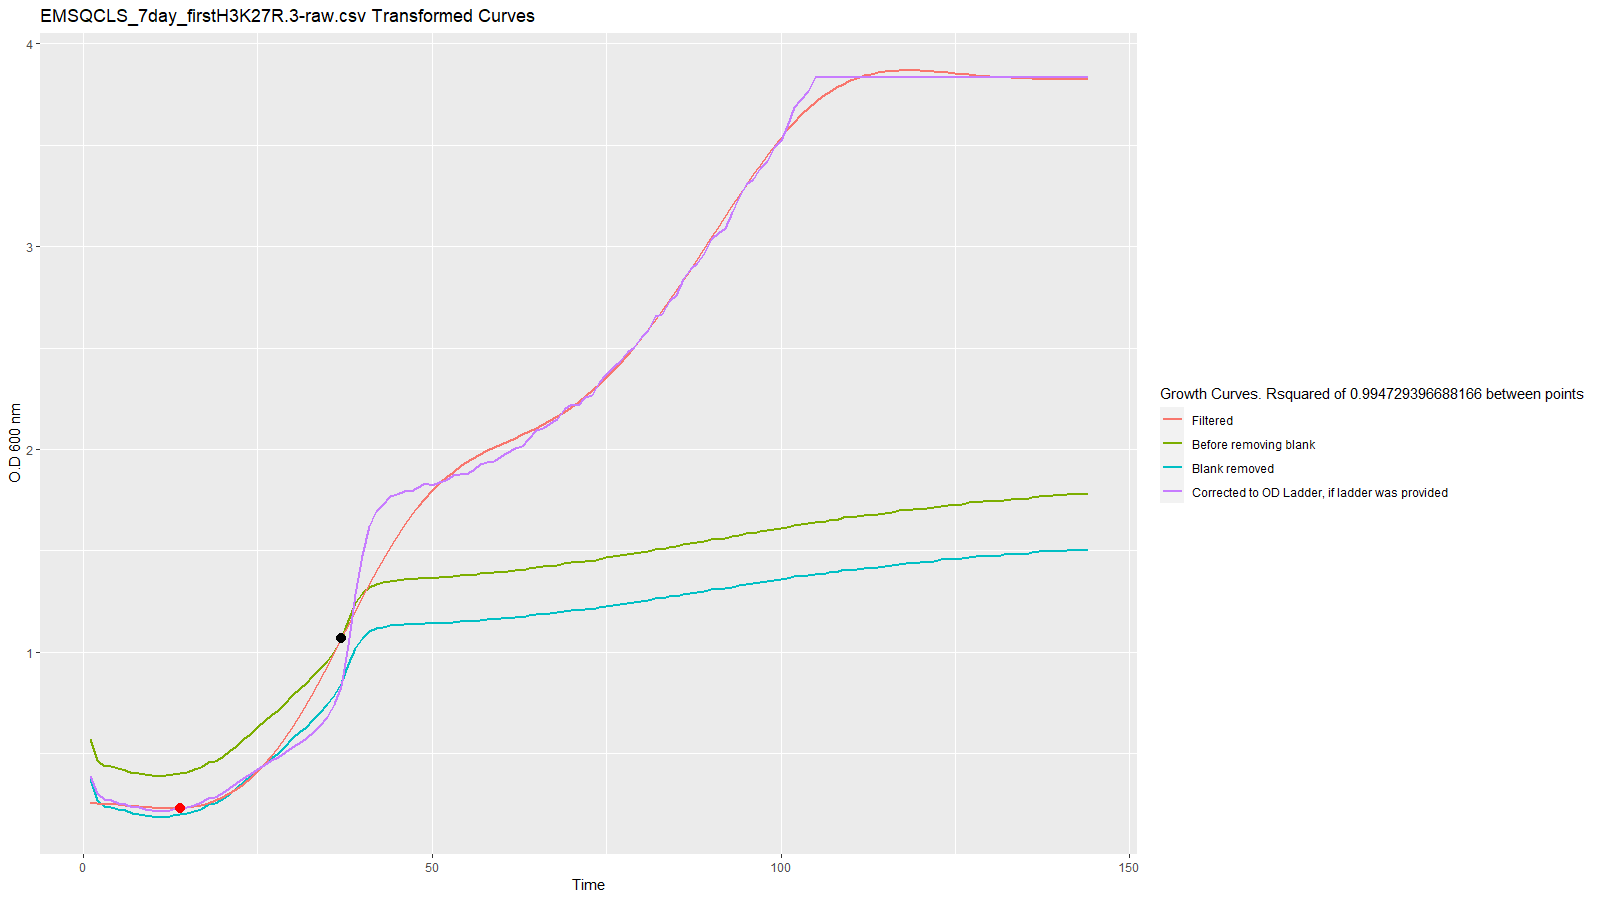 EMSQCLS_7day_firstH3K27R.3-raw.csv Transformed Curves
4
3
2
1
O.D 600 nm
0
50
100
150
Time
Growth Curves. Rsquared of 0.994729396688166 between points
Filtered
Before removing blank
Blank removed
Corrected to OD Ladder, if ladder was provided